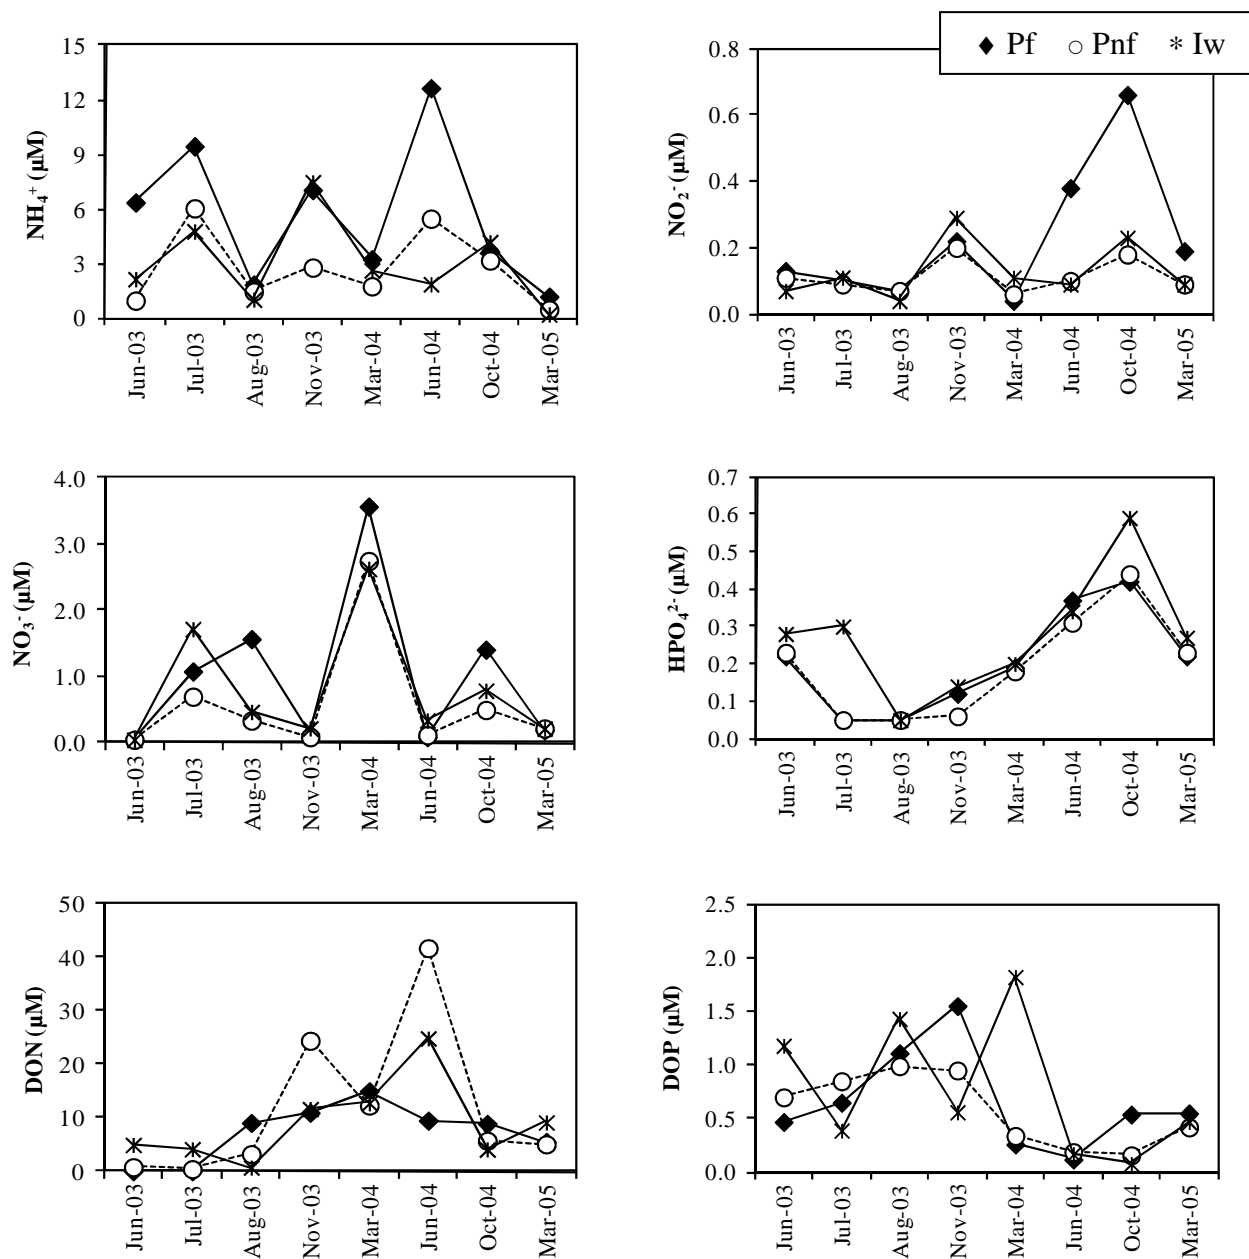 ◆ Pf ○ Pnf * Iw
NH₄⁺ (µM)
15
12
9
6
3
0
Jun-03 Jul-03 Aug-03 Nov-03 Mar-04 Jun-04 Oct-04 Mar-05
NO₂⁻ (µM)
0.8
0.6
0.4
0.2
0.0
Jun-03 Jul-03 Aug-03 Nov-03 Mar-04 Jun-04 Oct-04 Mar-05
NO₃⁻ (µM)
4.0
3.0
2.0
1.0
0.0
Jun-03 Jul-03 Aug-03 Nov-03 Mar-04 Jun-04 Oct-04 Mar-05
HPO₄²⁻ (µM)
0.7
0.6
0.5
0.4
0.3
0.2
0.1
0.0
Jun-03 Jul-03 Aug-03 Nov-03 Mar-04 Jun-04 Oct-04 Mar-05
DON (µM)
50
40
30
20
10
0
Jun-03 Jul-03 Aug-03 Nov-03 Mar-04 Jun-04 Oct-04 Mar-05
DOP (µM)
2.5
2.0
1.5
1.0
0.5
0.0
Jun-03 Jul-03 Aug-03 Nov-03 Mar-04 Jun-04 Oct-04 Mar-05